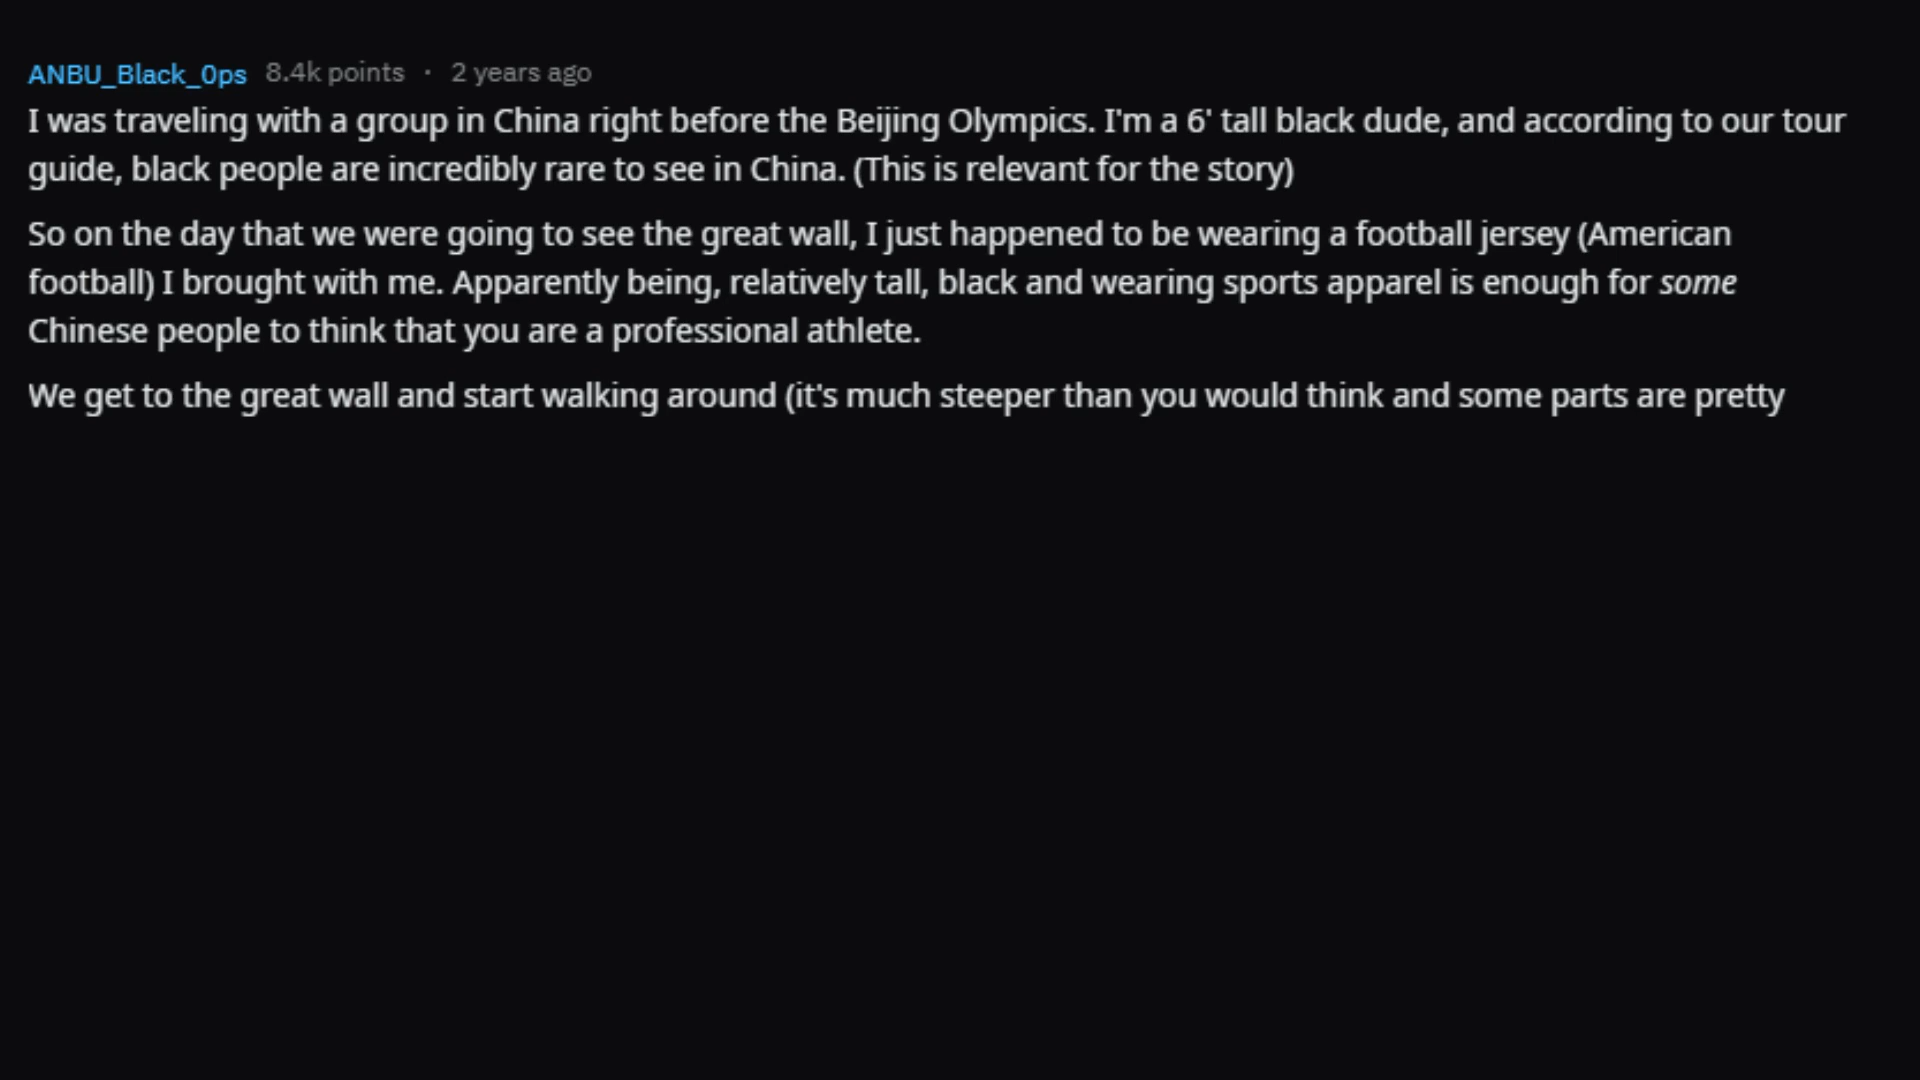 ANBU_Black_0ps 8.4k points · 2 years ago
I was traveling with a group in China right before the Beijing Olympics. I'm a 6' tall black dude, and according to our tour
guide, black people are incredibly rare to see in China. (This is relevant for the story)
So on the day that we were going to see the great wall, I just happened to be wearing a football jersey (American
football) I brought with me. Apparently being, relatively tall, black and wearing sports apparel is enough for some
Chinese people to think that you are a professional athlete.
We get to the great wall and start walking around (it's much steeper than you would think and some parts are pretty